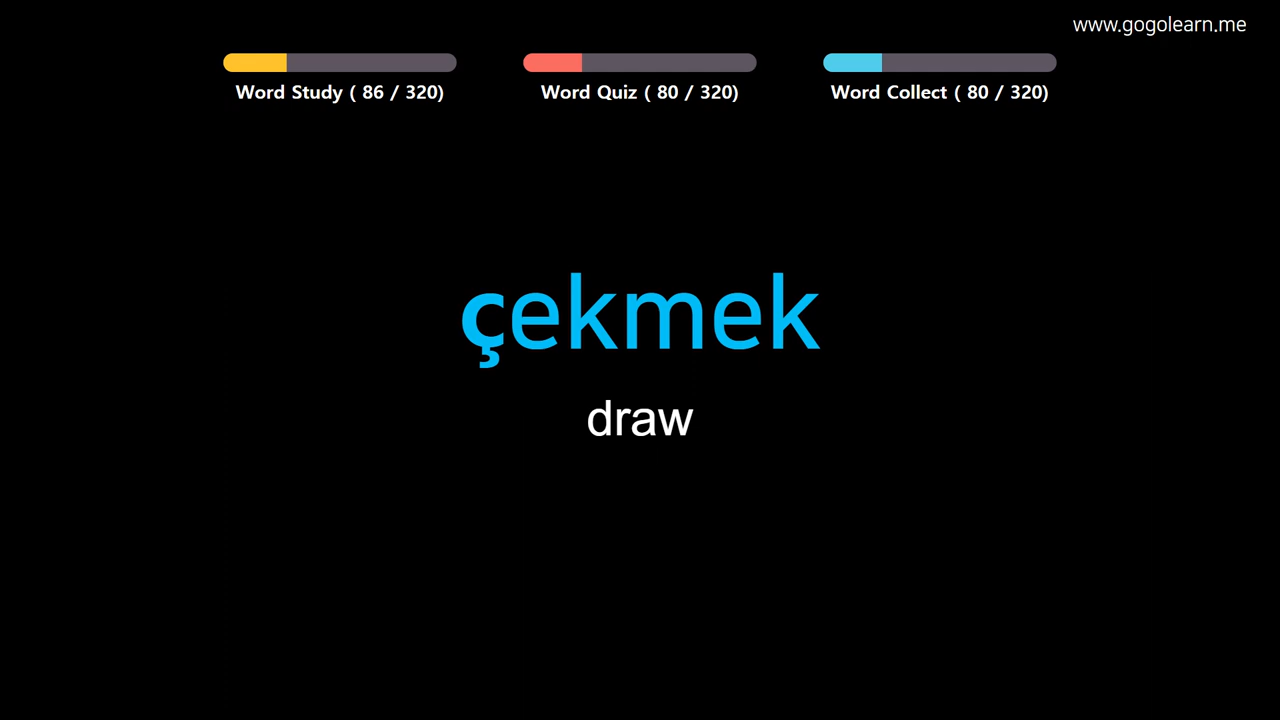 www.gogolearn.me
Word Study ( 86 / 320)
Word Quiz ( 80 / 320)
Word Collect ( 80 / 320)
çekmek
draw